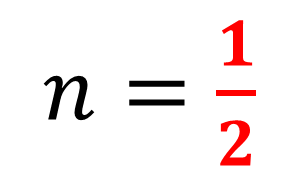 n = 1/2